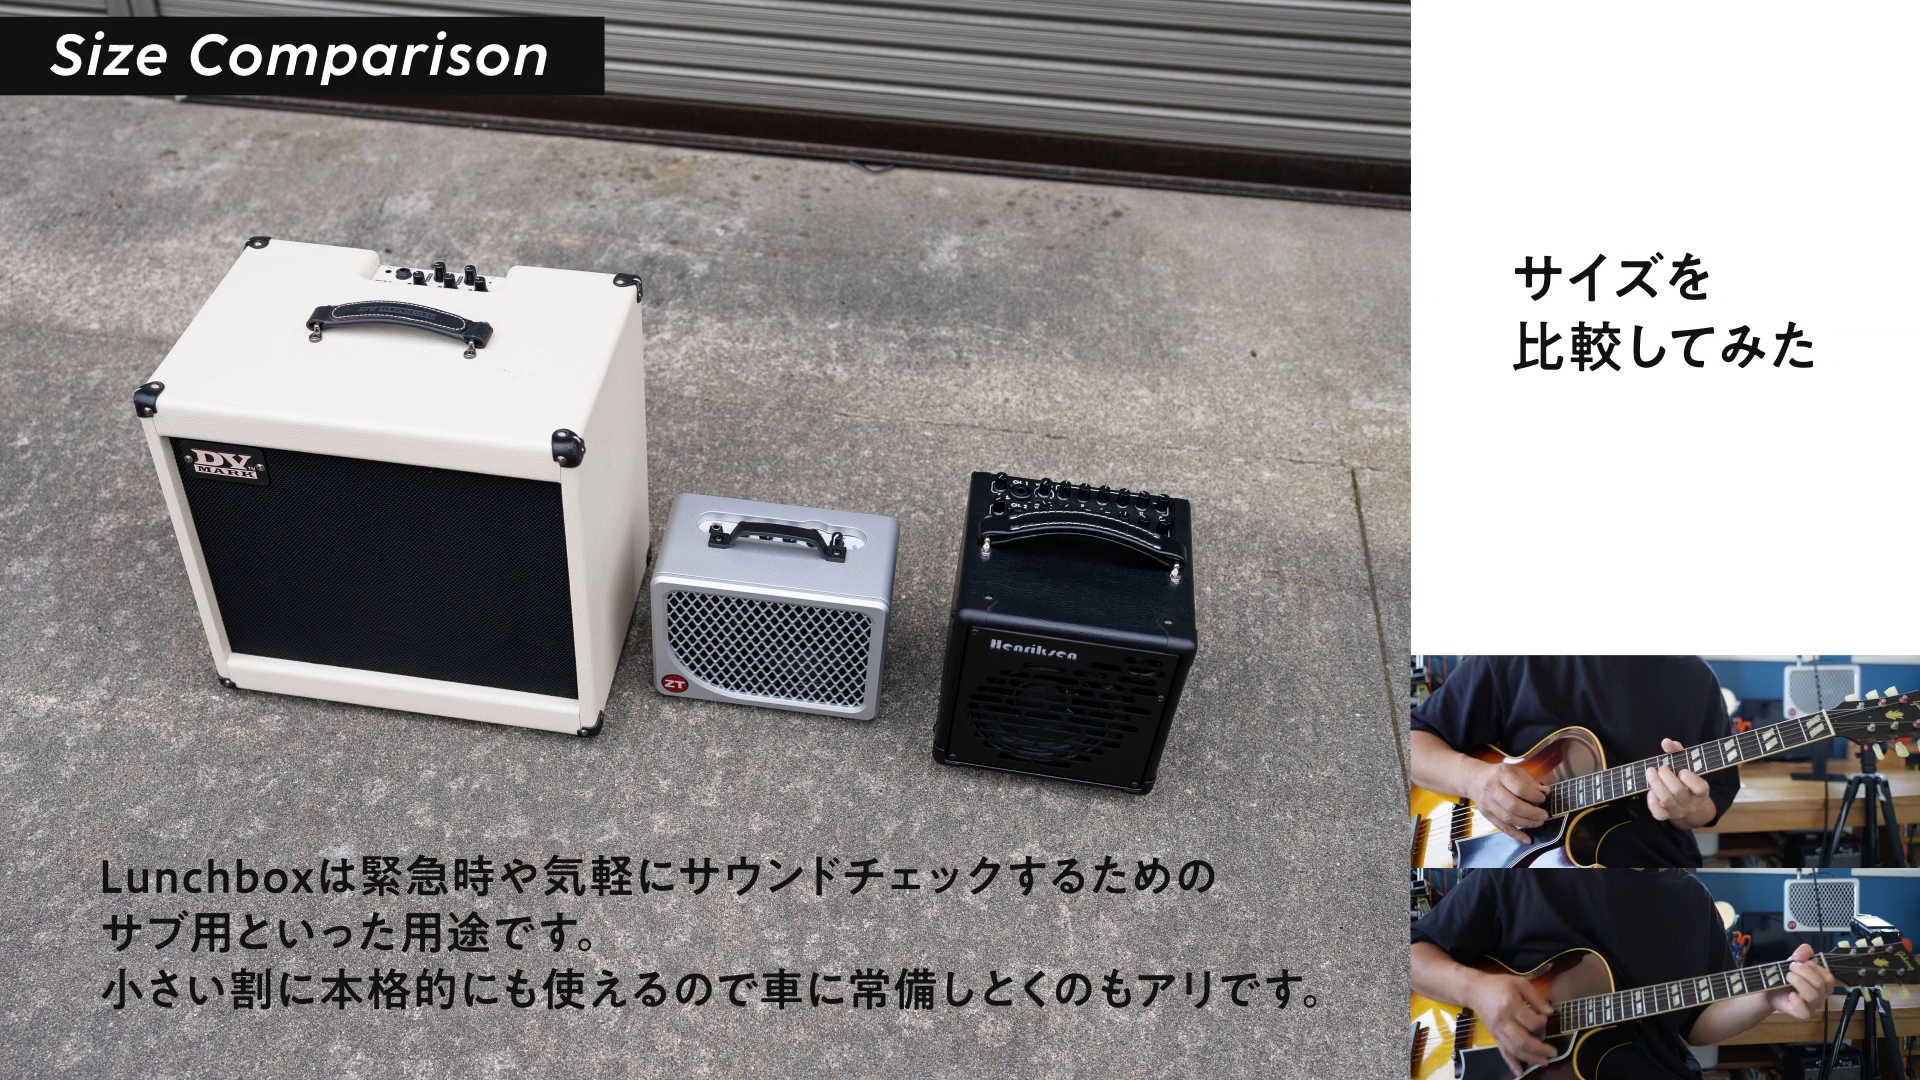 Size Comparison
サイズを
比較してみた
DV
MARK
CH. 1
CH. 2
Henriksen
ZT
Lunchboxは緊急時や気軽にサウンドチェックするための
サブ用といった用途です。
小さい割に本格的にも使えるので車に常備しとくのもアリです。